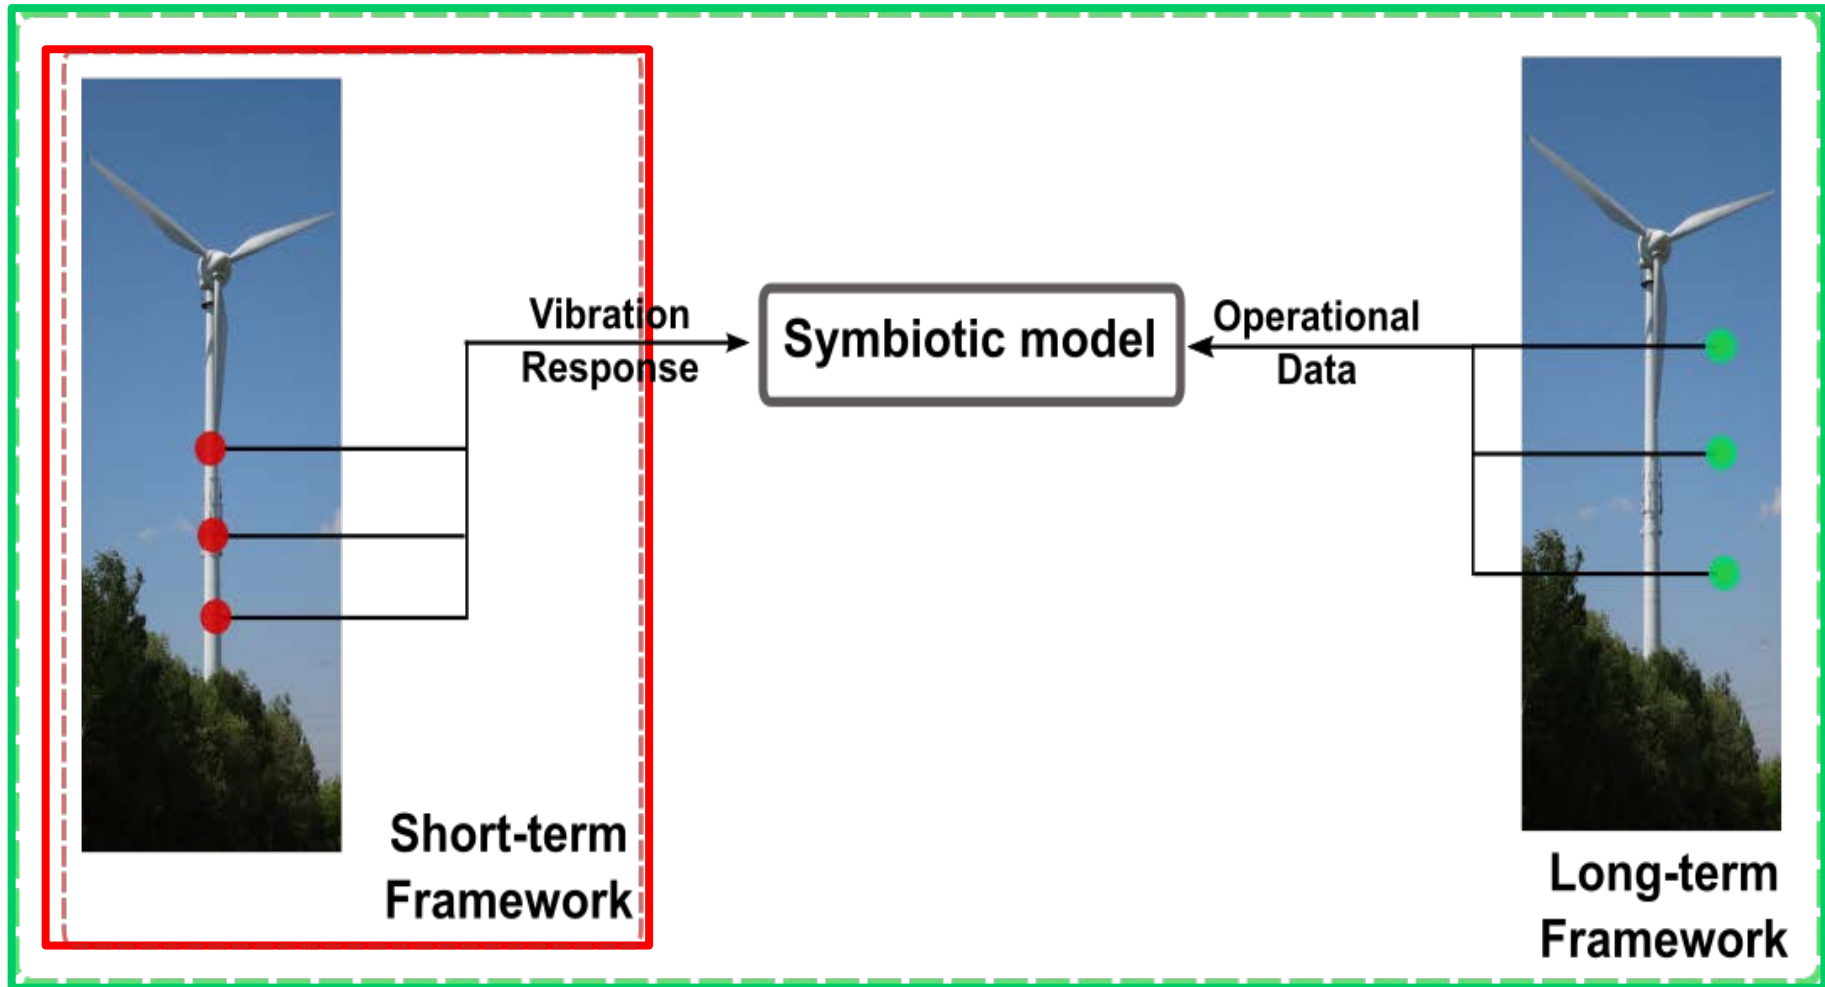 Vibration
Response
Symbiotic model
Operational
Data
Short-term
Framework
Long-term
Framework